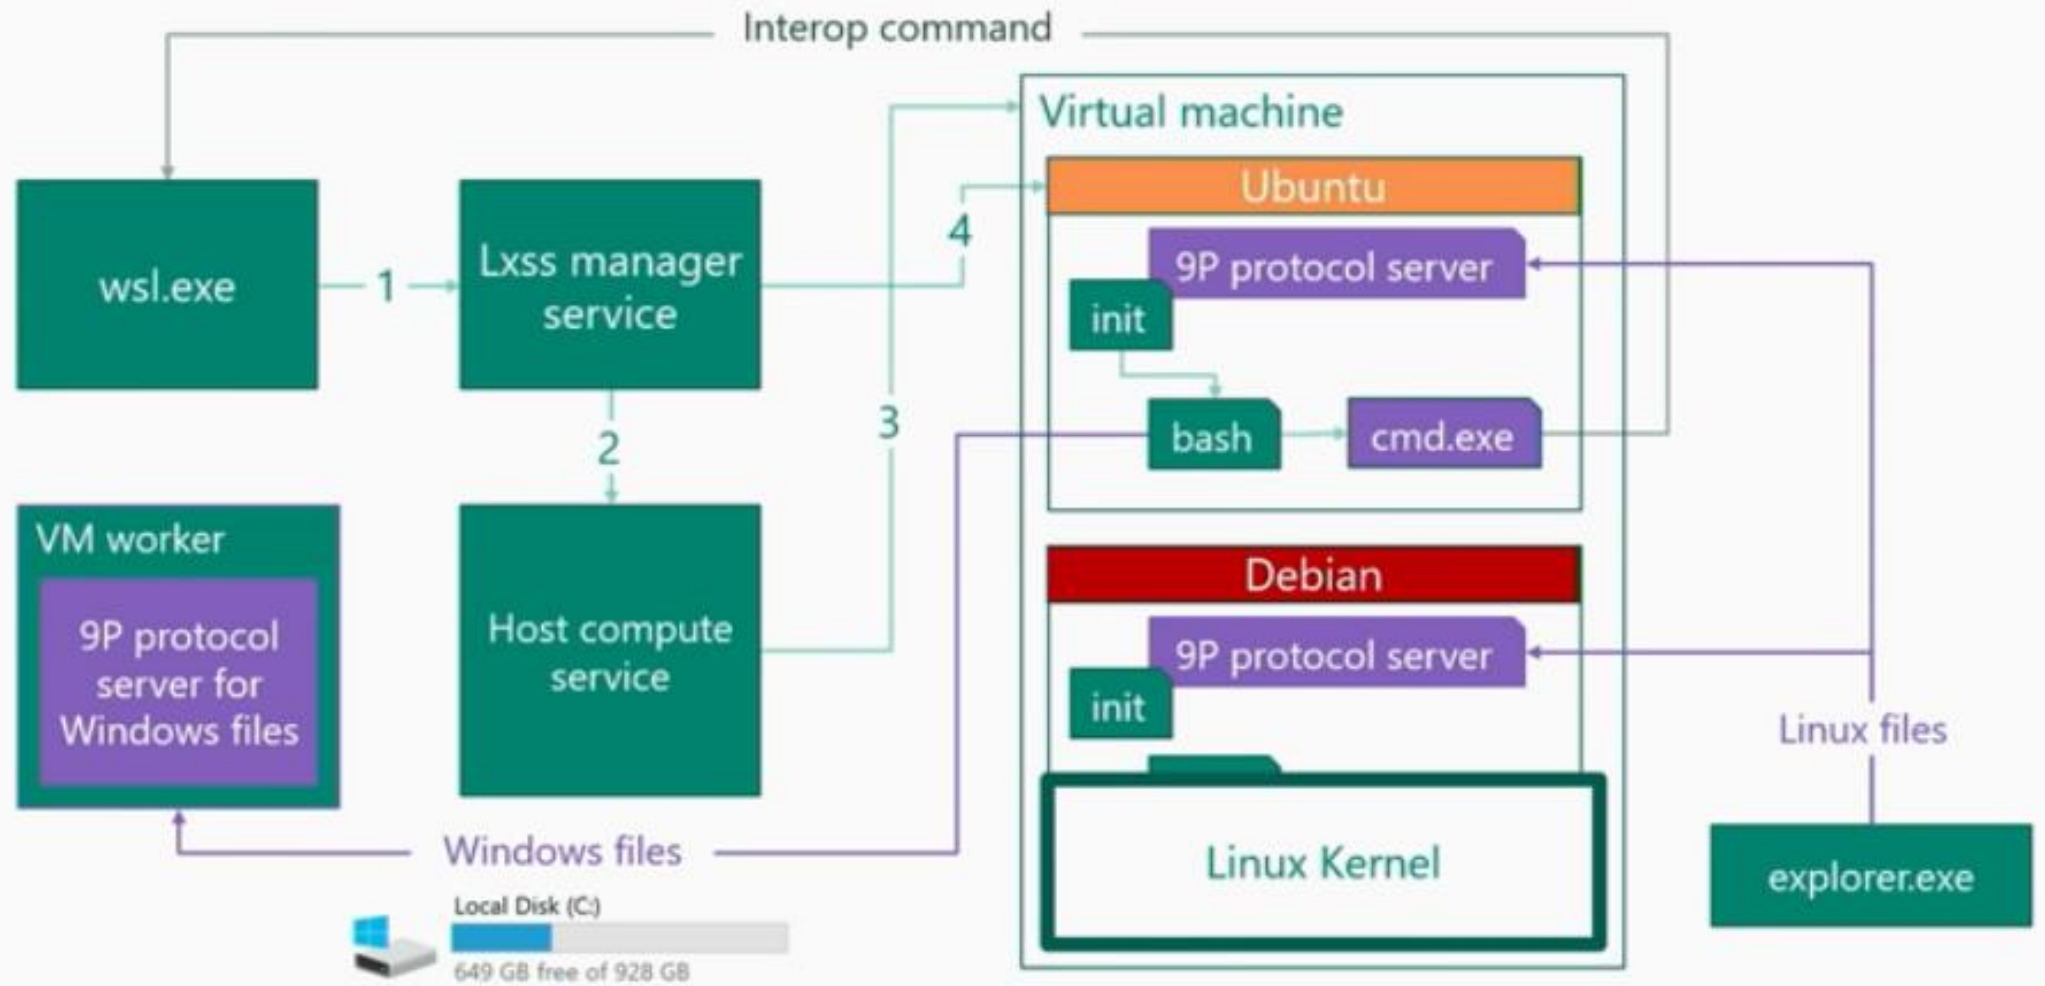 Interop command
Virtual machine
Ubuntu
wsl.exe
1
Lxss manager
service
4
9P protocol server
init
2
3
bash
cmd.exe
VM worker
9P protocol
server for
Windows files
Host compute
service
Debian
9P protocol server
init
Linux files
Windows files
Linux Kernel
explorer.exe
Local Disk (C:)
649 GB free of 928 GB